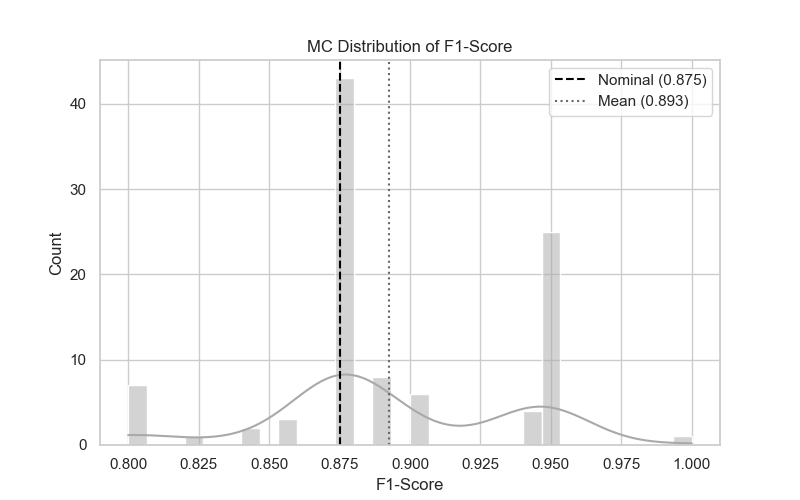 MC Distribution of F1-Score
Nominal (0.875)
Mean (0.893)
40
30
20
10
0
Count
0.800 0.825 0.850 0.875 0.900 0.925 0.950 0.975 1.000
F1-Score